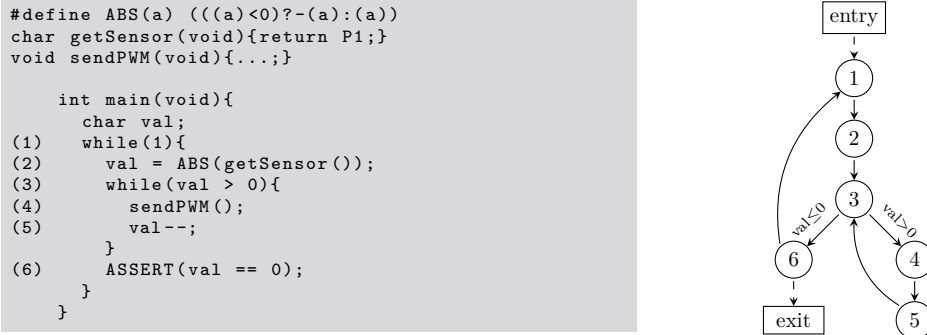 #define ABS(a) (((a)<0)?-(a):(a))
char getSensor(void){return P1;}
void sendPWM(void){...;}
int main(void){
char val;
(1) while(1){
(2) val = ABS(getSensor());
(3) while(val > 0){
(4) sendPWM();
(5) val--;
}
(6) ASSERT(val == 0);
}
}
entry
1
2
3
val≤0
val>0
6
4
exit
5